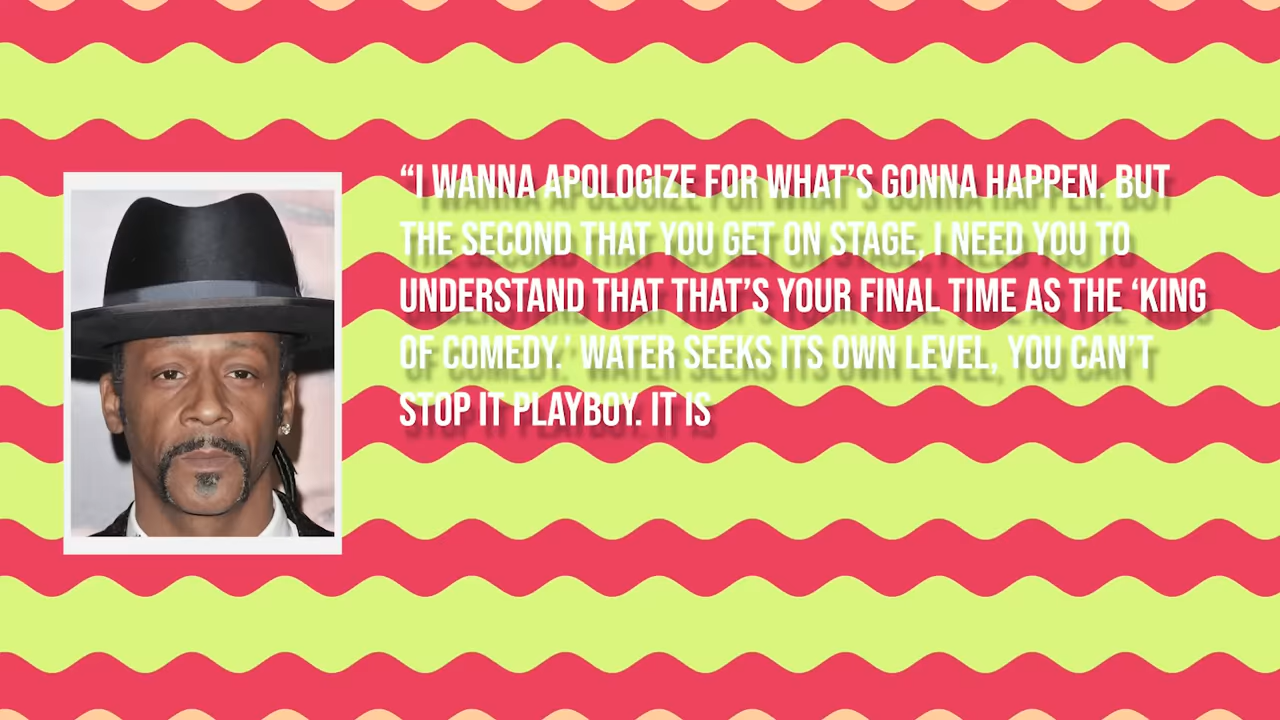 “I WANNA APOLOGIZE FOR WHAT’S GONNA HAPPEN. BUT
THE SECOND THAT YOU GET ON STAGE, I NEED YOU TO
UNDERSTAND THAT THAT’S YOUR FINAL TIME AS THE ‘KING
OF COMEDY.’ WATER SEEKS ITS OWN LEVEL, YOU CAN’T
STOP IT PLAYBOY. IT IS